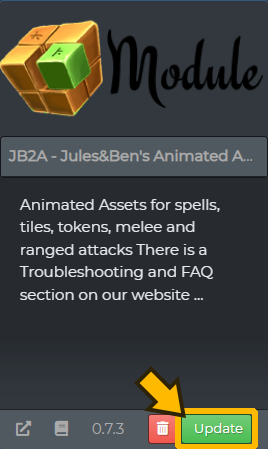 Module
JB2A - Jules&Ben's Animated A...
Animated Assets for spells,
tiles, tokens, melee and
ranged attacks There is a
Troubleshooting and FAQ
section on our website ...
0.7.3
Update